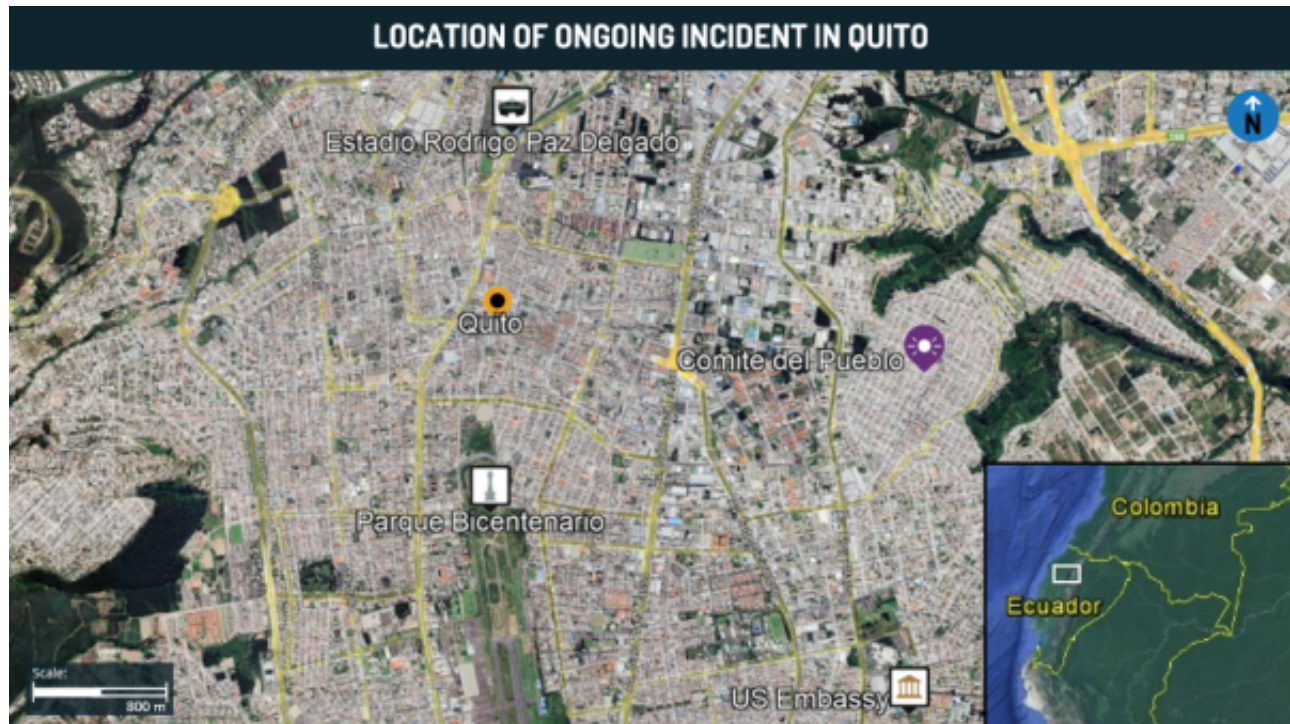 LOCATION OF ONGOING INCIDENT IN QUITO
N
Estadio Rodrigo Paz Delgado
Quito
Comite del Pueblo
Parque Bicentenario
Colombia
Ecuador
US Embassy
Scale:
800 m